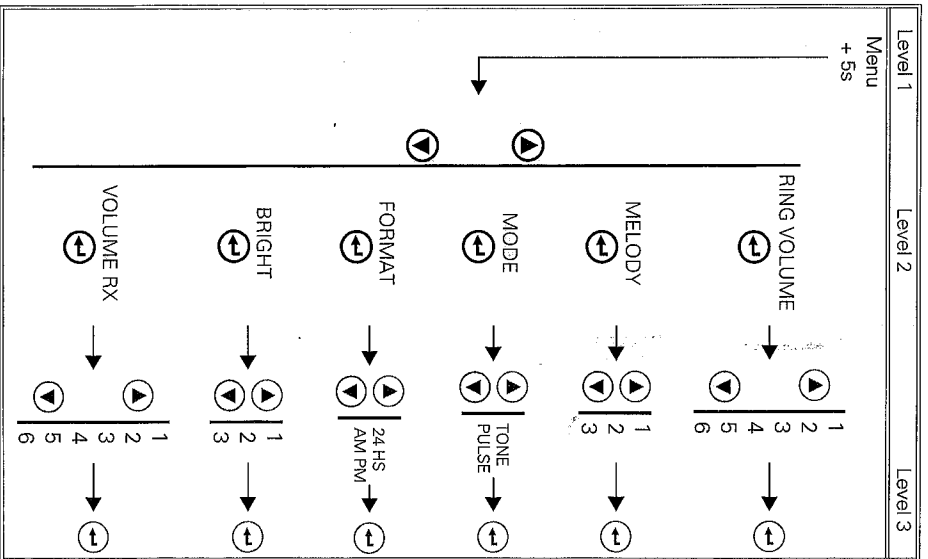 Level 1
Level 2
Level 3
Menu
+ 5s
RING VOLUME
1
2
3
4
5
6
MELODY
1
2
3
MODE
TONE
PULSE
FORMAT
24 HS
AM PM
BRIGHT
1
2
3
VOLUME RX
1
2
3
4
5
6